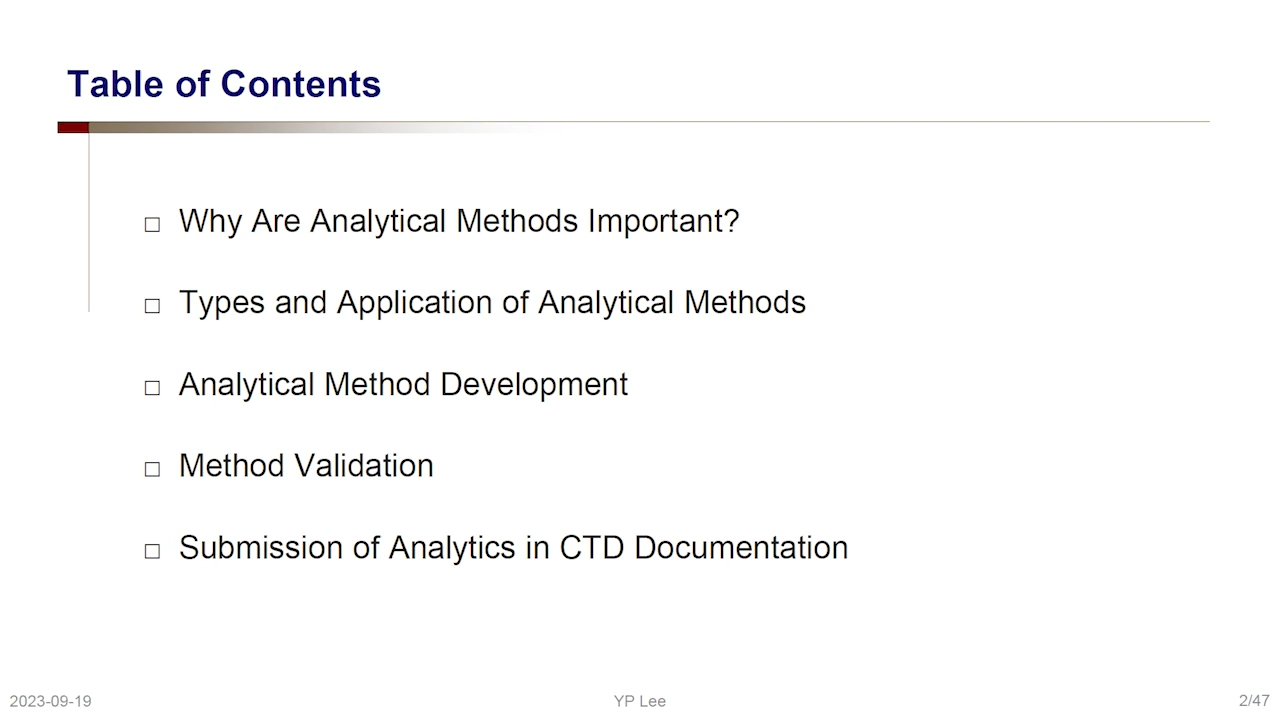 Table of Contents
□ Why Are Analytical Methods Important?
□ Types and Application of Analytical Methods
□ Analytical Method Development
□ Method Validation
□ Submission of Analytics in CTD Documentation
2023-09-19
YP Lee
2/47